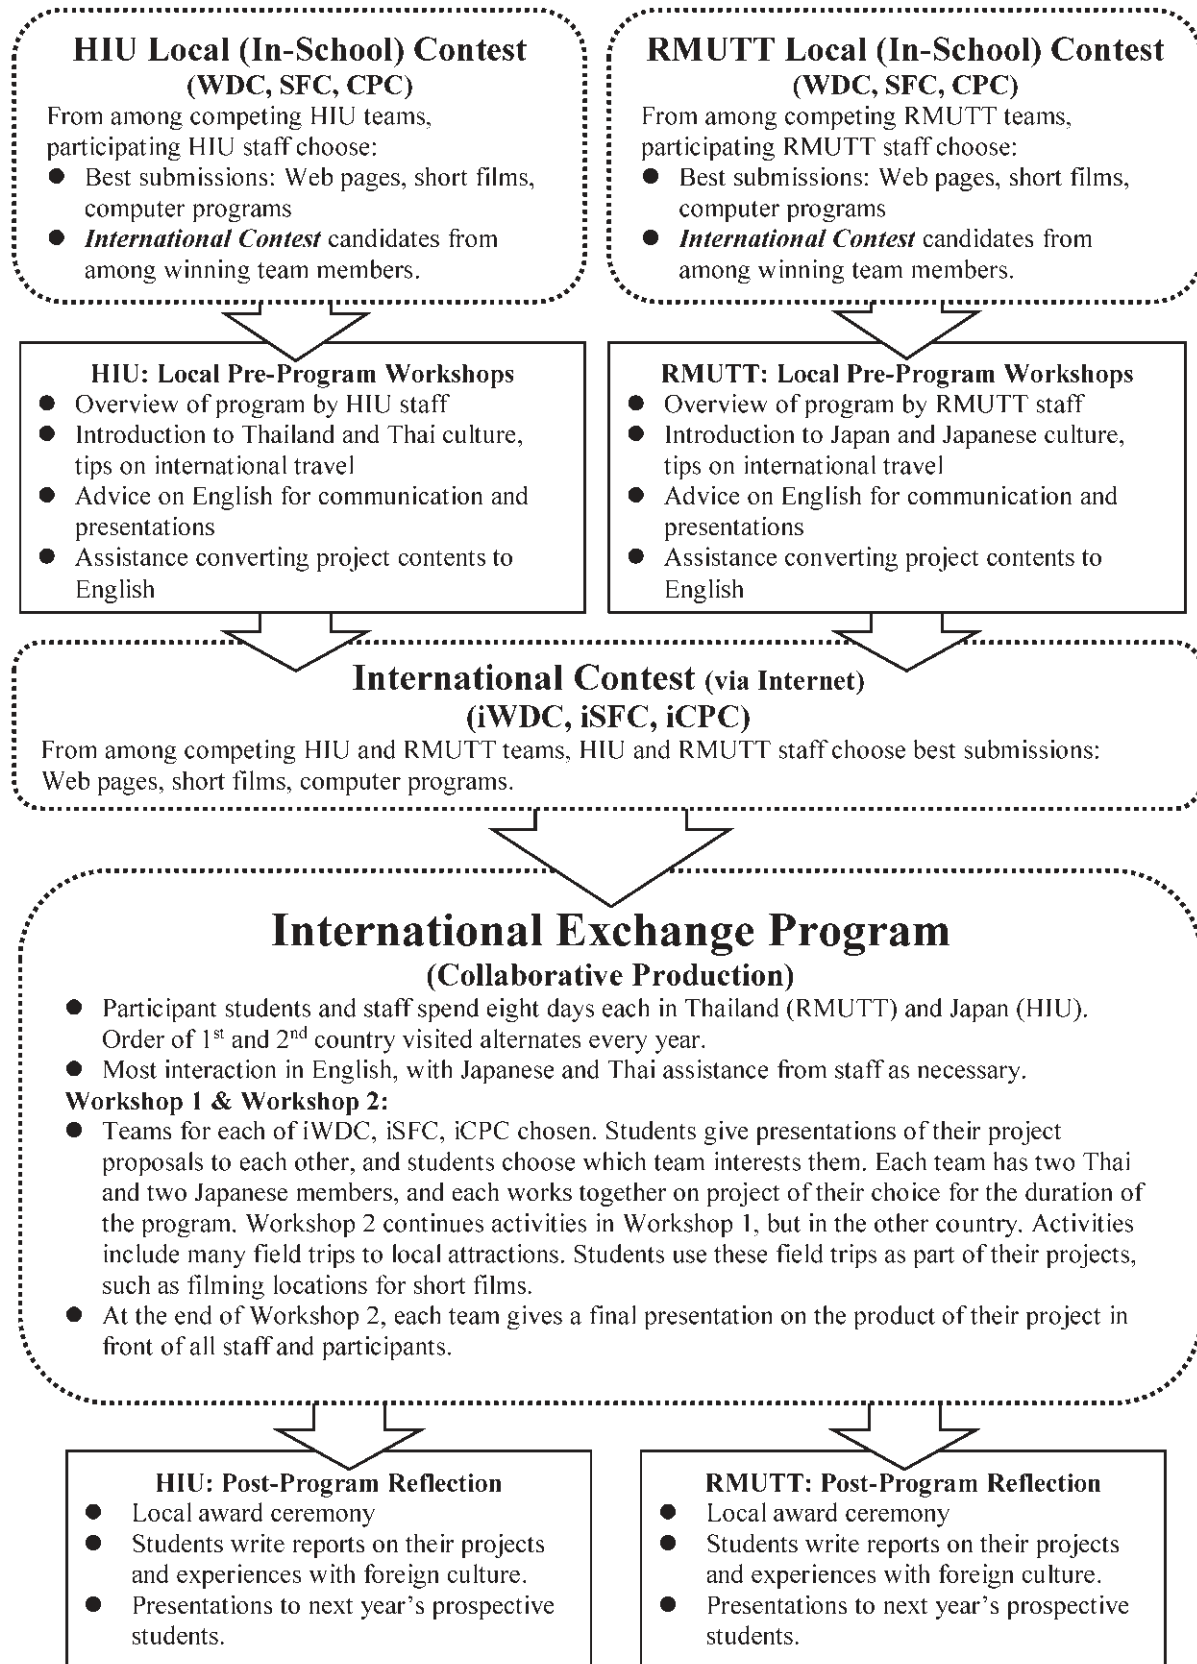 HIU Local (In-School) Contest
(WDC, SFC, CPC)
From among competing HIU teams,
participating HIU staff choose:
● Best submissions: Web pages, short films,
computer programs
● International Contest candidates from
among winning team members.
RMUTT Local (In-School) Contest
(WDC, SFC, CPC)
From among competing RMUTT teams,
participating RMUTT staff choose:
● Best submissions: Web pages, short films,
computer programs
● International Contest candidates from
among winning team members.
HIU: Local Pre-Program Workshops
● Overview of program by HIU staff
● Introduction to Thailand and Thai culture,
tips on international travel
● Advice on English for communication and
presentations
● Assistance converting project contents to
English
RMUTT: Local Pre-Program Workshops
● Overview of program by RMUTT staff
● Introduction to Japan and Japanese culture,
tips on international travel
● Advice on English for communication and
presentations
● Assistance converting project contents to
English
International Contest (via Internet)
(iWDC, iSFC, iCPC)
From among competing HIU and RMUTT teams, HIU and RMUTT staff choose best submissions:
Web pages, short films, computer programs.
International Exchange Program
(Collaborative Production)
● Participant students and staff spend eight days each in Thailand (RMUTT) and Japan (HIU).
Order of 1st and 2nd country visited alternates every year.
● Most interaction in English, with Japanese and Thai assistance from staff as necessary.
Workshop 1 & Workshop 2:
● Teams for each of iWDC, iSFC, iCPC chosen. Students give presentations of their project
proposals to each other, and students choose which team interests them. Each team has two Thai
and two Japanese members, and each works together on project of their choice for the duration of
the program. Workshop 2 continues activities in Workshop 1, but in the other country. Activities
include many field trips to local attractions. Students use these field trips as part of their projects,
such as filming locations for short films.
● At the end of Workshop 2, each team gives a final presentation on the product of their project in
front of all staff and participants.
HIU: Post-Program Reflection
● Local award ceremony
● Students write reports on their projects
and experiences with foreign culture.
● Presentations to next year's prospective
students.
RMUTT: Post-Program Reflection
● Local award ceremony
● Students write reports on their projects
and experiences with foreign culture.
● Presentations to next year's prospective
students.